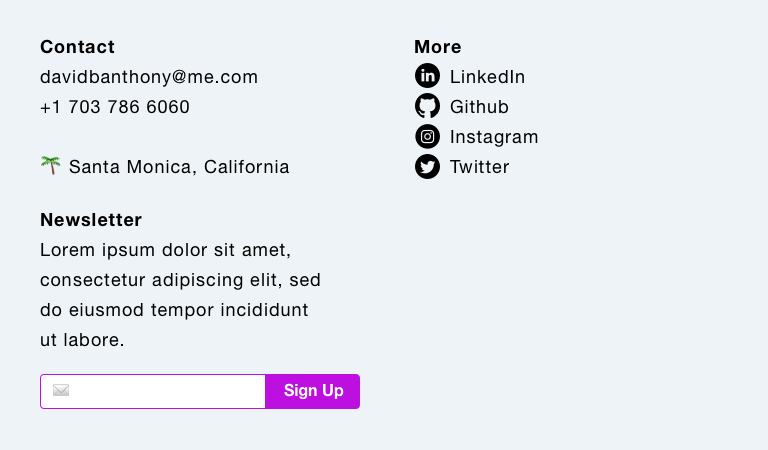 Contact
davidbanthony@me.com
+1 703 786 6060
🌴 Santa Monica, California
More
LinkedIn
Github
Instagram
Twitter
Newsletter
Lorem ipsum dolor sit amet,
consectetur adipiscing elit, sed
do eiusmod tempor incididunt
ut labore.
Sign Up